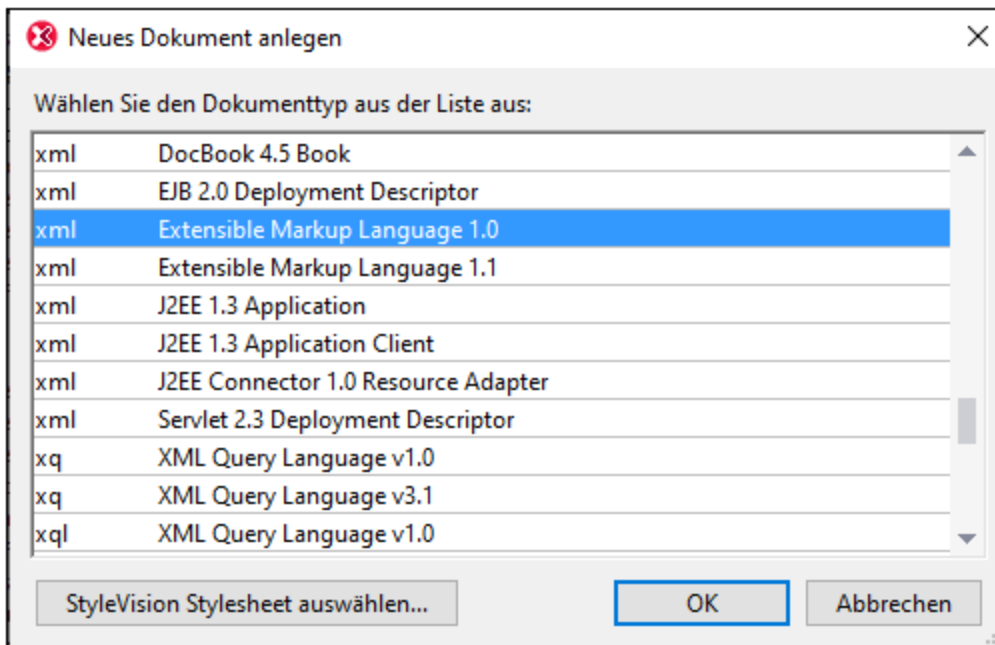 Neues Dokument anlegen
Wählen Sie den Dokumenttyp aus der Liste aus:
xml DocBook 4.5 Book
xml EJB 2.0 Deployment Descriptor
xml Extensible Markup Language 1.0
xml Extensible Markup Language 1.1
xml J2EE 1.3 Application
xml J2EE 1.3 Application Client
xml J2EE Connector 1.0 Resource Adapter
xml Servlet 2.3 Deployment Descriptor
xq XML Query Language v1.0
xq XML Query Language v3.1
xql XML Query Language v1.0
StyleVision Stylesheet auswählen... OK Abbrechen